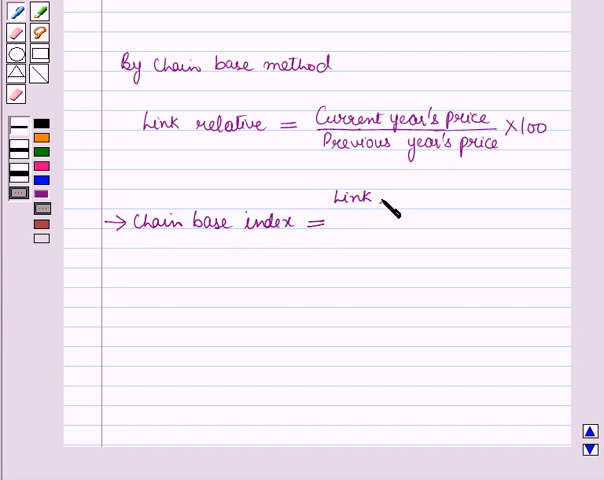 By Chain base method
Link relative = Current year's price / Previous year's price × 100
Link
→ Chain base index =